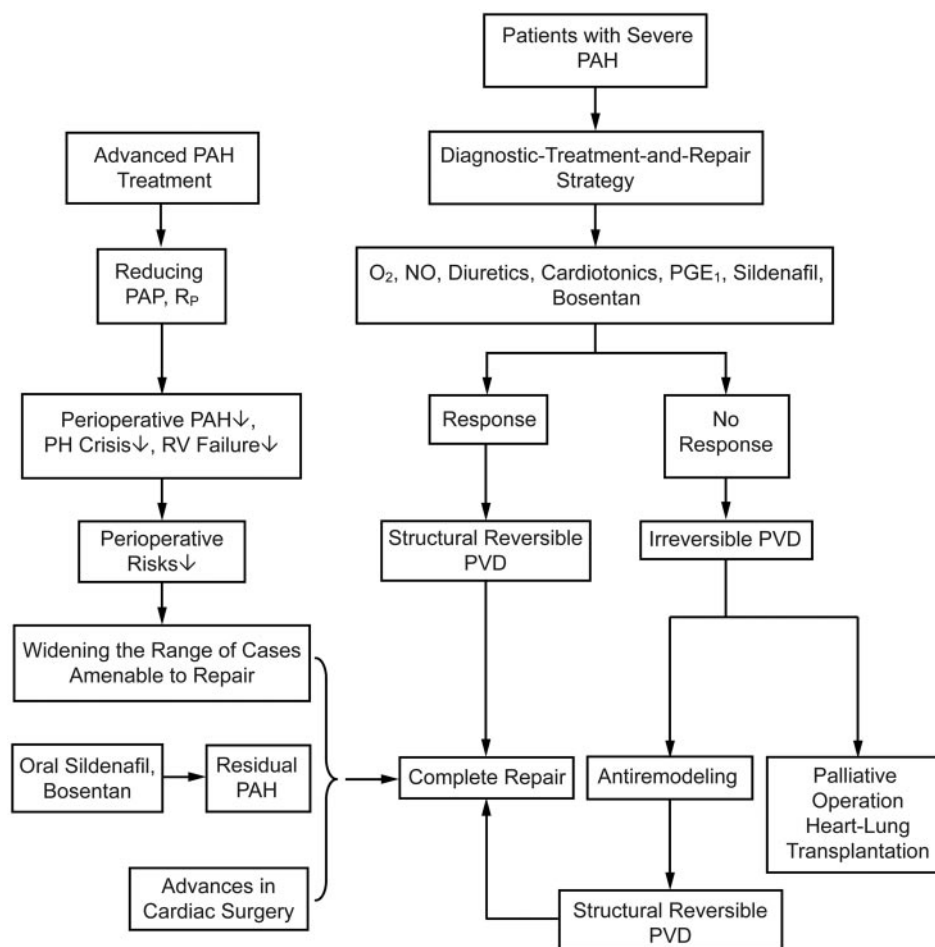 Patients with Severe
PAH
Advanced PAH
Treatment
Diagnostic-Treatment-and-Repair
Strategy
Reducing
PAP, Rₚ
O₂, NO, Diuretics, Cardiotonics, PGE₁, Sildenafil,
Bosentan
Perioperative PAH↓,
PH Crisis↓, RV Failure↓
Response
No
Response
Perioperative
Risks↓
Structural Reversible
PVD
Irreversible PVD
Widening the Range of Cases
Amenable to Repair
Oral Sildenafil,
Bosentan
Residual
PAH
Complete Repair
Antiremodeling
Palliative
Operation
Heart-Lung
Transplantation
Advances in
Cardiac Surgery
Structural Reversible
PVD